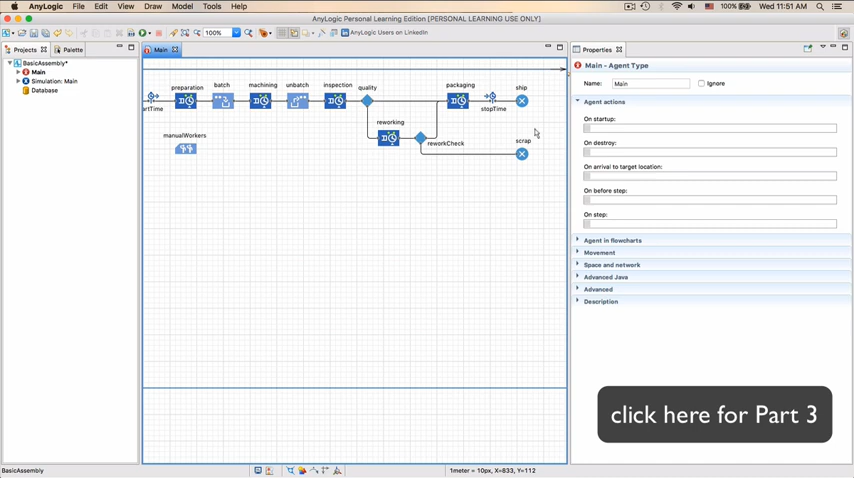 AnyLogic File Edit View Draw Model Tools Help
100% Wed 11:51 AM
AnyLogic Personal Learning Edition [PERSONAL LEARNING USE ONLY]
100% AnyLogic Users on LinkedIn
Projects Palette
BasicAssembly*
Main
Simulation: Main
Database
Main
preparation batch machining unbatch inspection quality packaging ship
artTime stopTime
reworking
manualWorkers reworkCheck scrap
Properties
Main - Agent Type
Name: Main Ignore
Agent actions
On startup:
On destroy:
On arrival to target location:
On before step:
On step:
Agent in flowcharts
Movement
Space and network
Advanced Java
Advanced
Description
click here for Part 3
BasicAssembly 1meter = 10px, X=833, Y=112